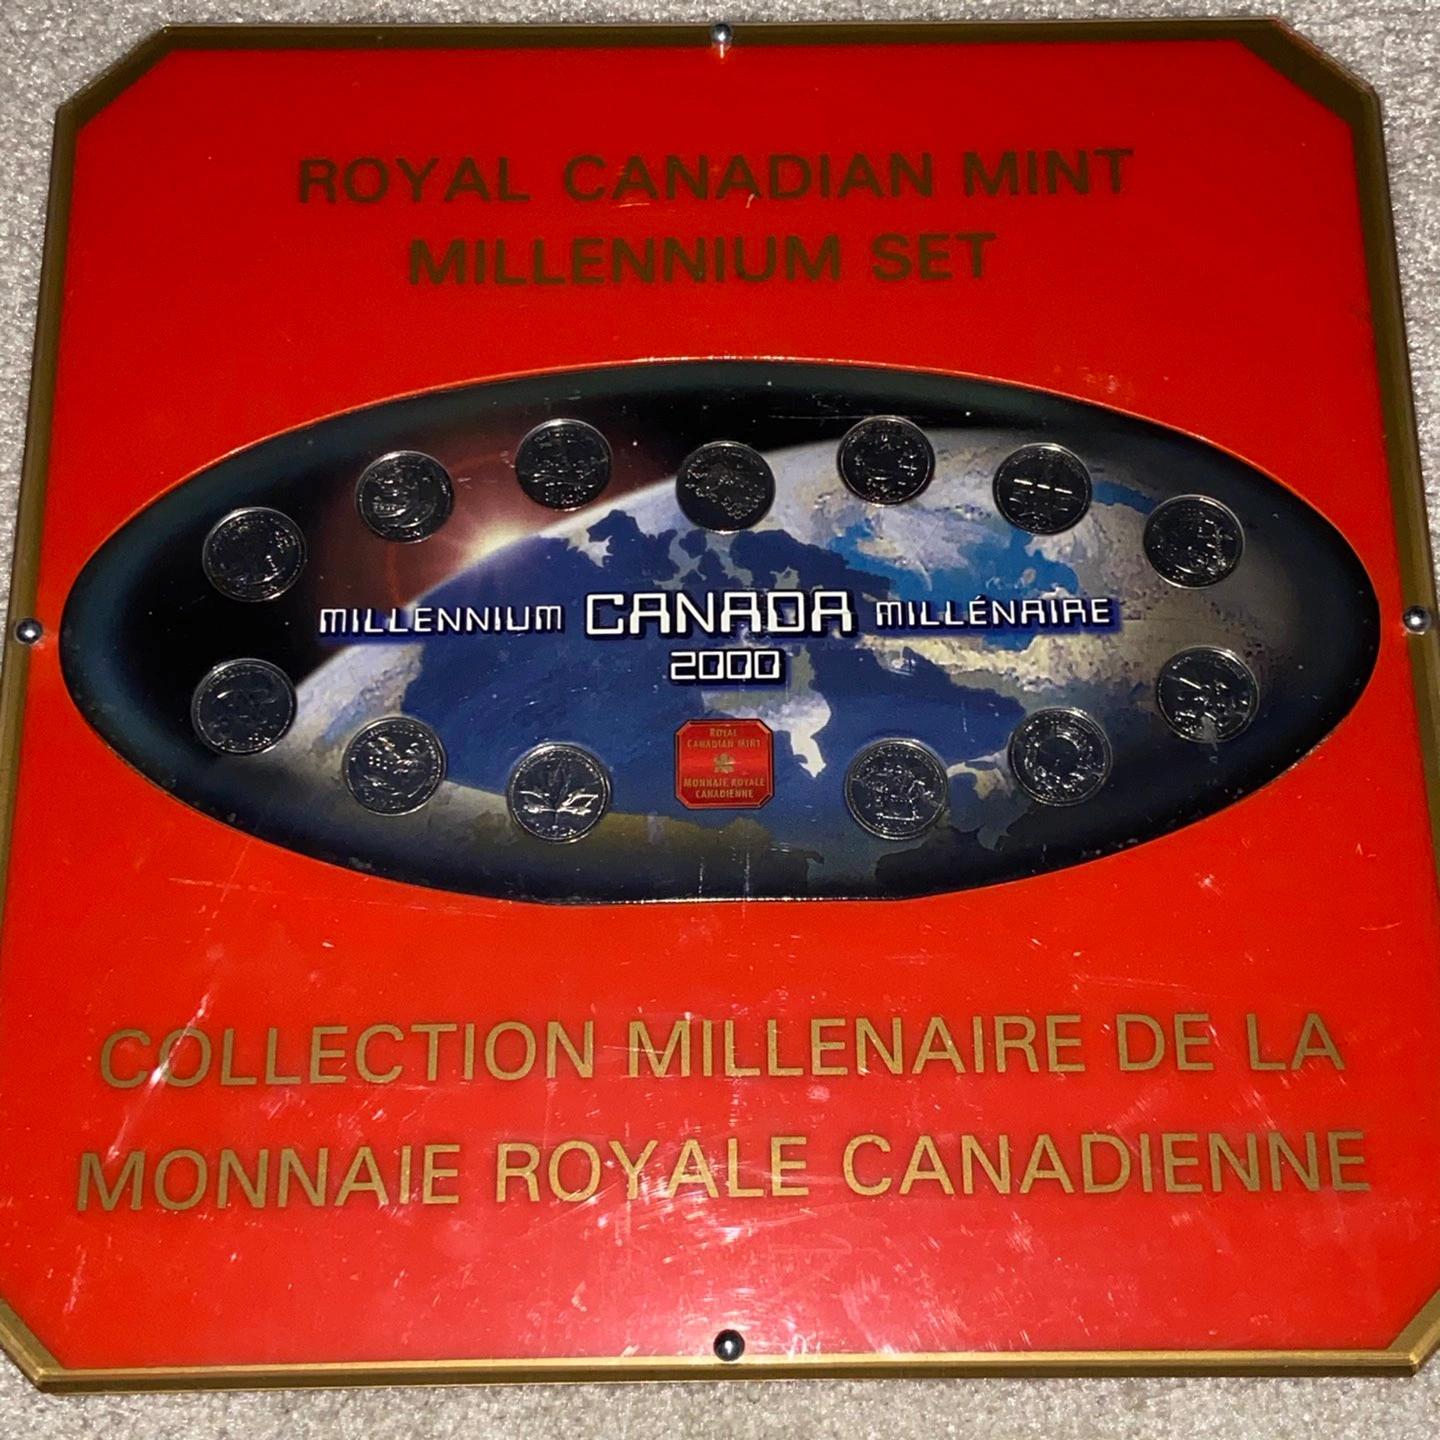 ROYAL CANADIAN MINT
MILLENNIUM SET
MILLENNIUM CANADA MILLÉNAIRE
2000
ROYAL
CANADIAN MINT
MONNAIE ROYALE
CANADIENNE
COLLECTION MILLENAIRE DE LA
MONNAIE ROYALE CANADIENNE